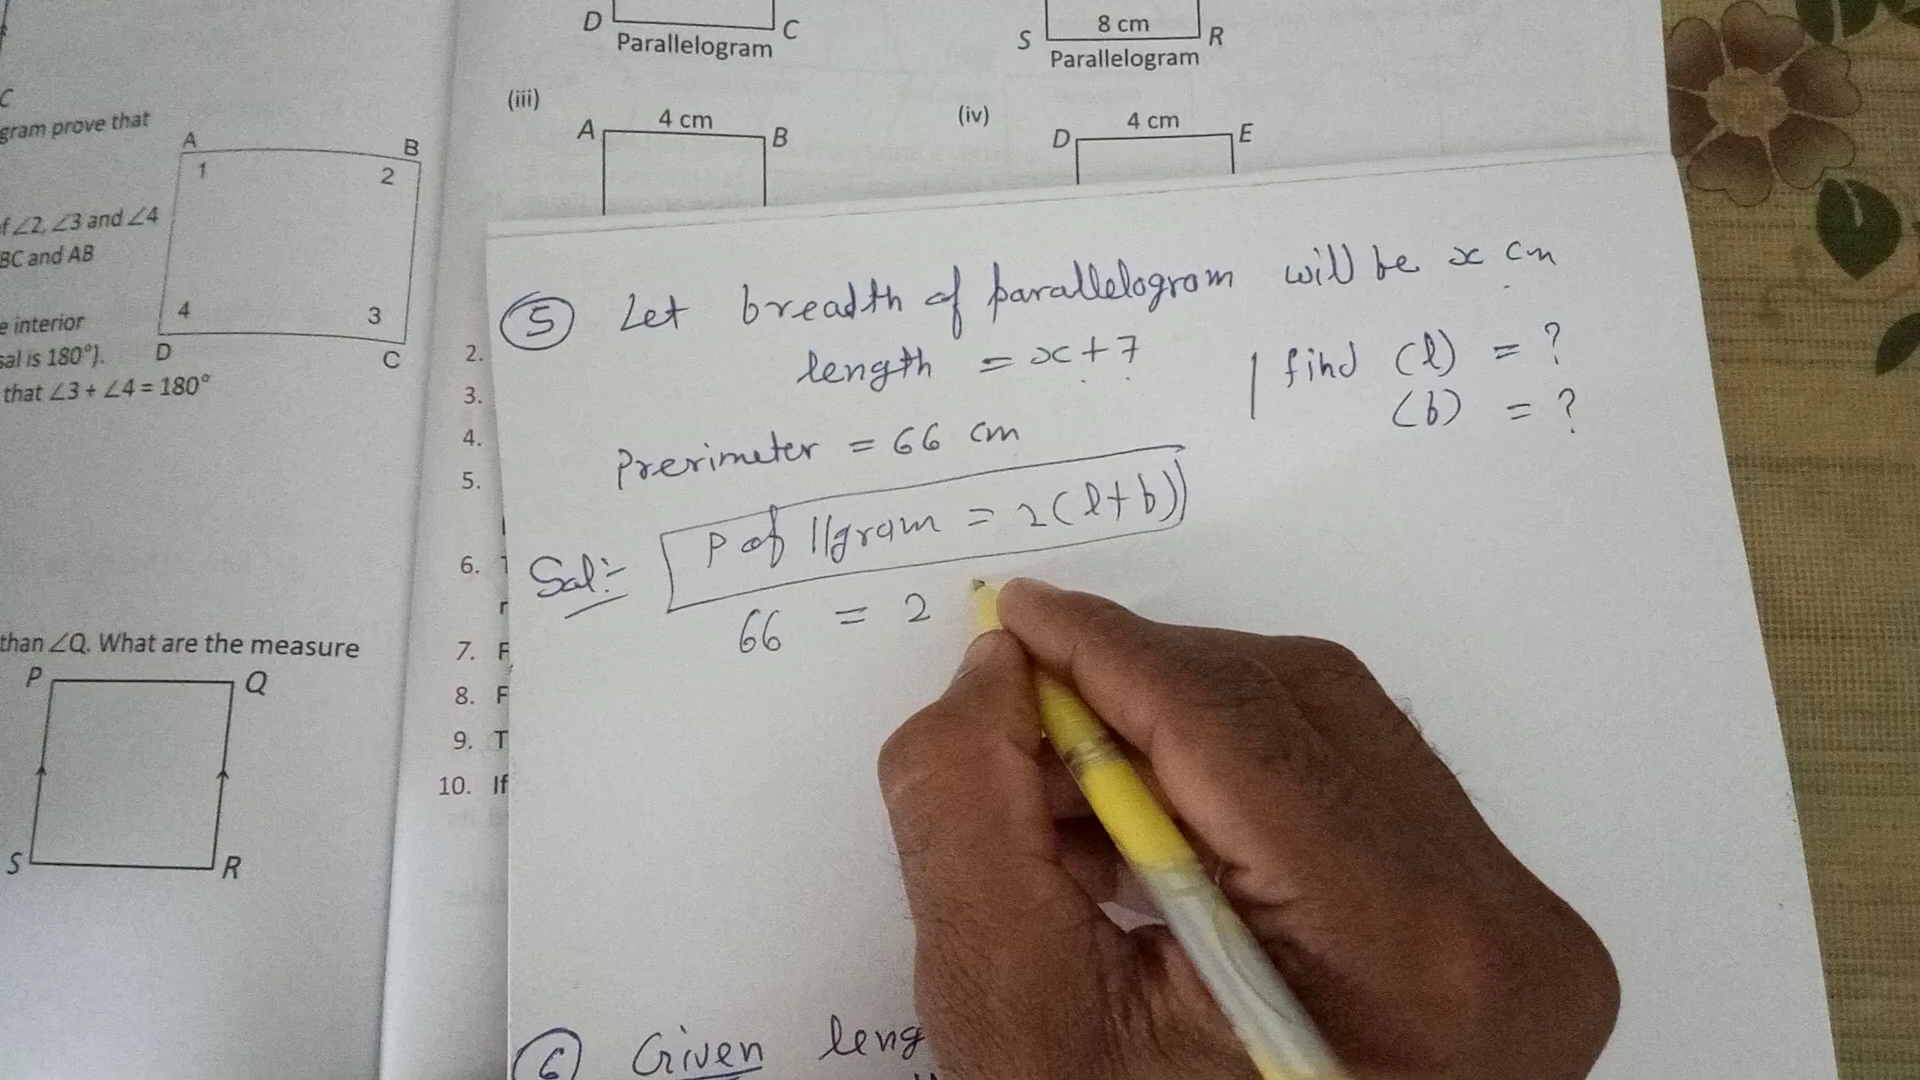 C
gram prove that
A
B
1
2
f ∠2, ∠3 and ∠4
BC and AB
4
3
e interior
sal is 180°).
D
C
that ∠3 + ∠4 = 180°
than ∠Q. What are the measure
P
Q
S
R
D
C
Parallelogram
8 cm
S
R
Parallelogram
(iii)
4 cm
A
B
(iv)
4 cm
D
E
2.
3.
4.
5.
6.
7. F
8. F
9. T
10. If
5 Let breadth of parallelogram will be x cm
length = x+7
find (l) = ?
(b) = ?
Prerimeter = 66 cm
Sol:- P of llgram = 2(l+b)
66 = 2
6 Given leng